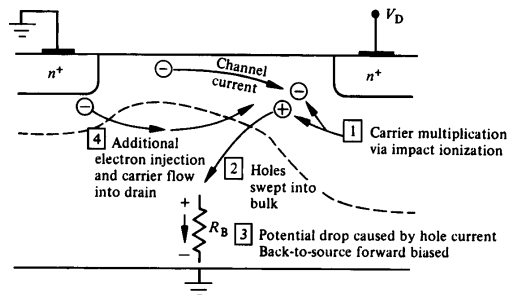 V_D
n+
n+
Channel
current
1 Carrier multiplication
via impact ionization
4 Additional
electron injection
and carrier flow
into drain
2 Holes
swept into
bulk
+
R_B
−
3 Potential drop caused by hole current
Back-to-source forward biased